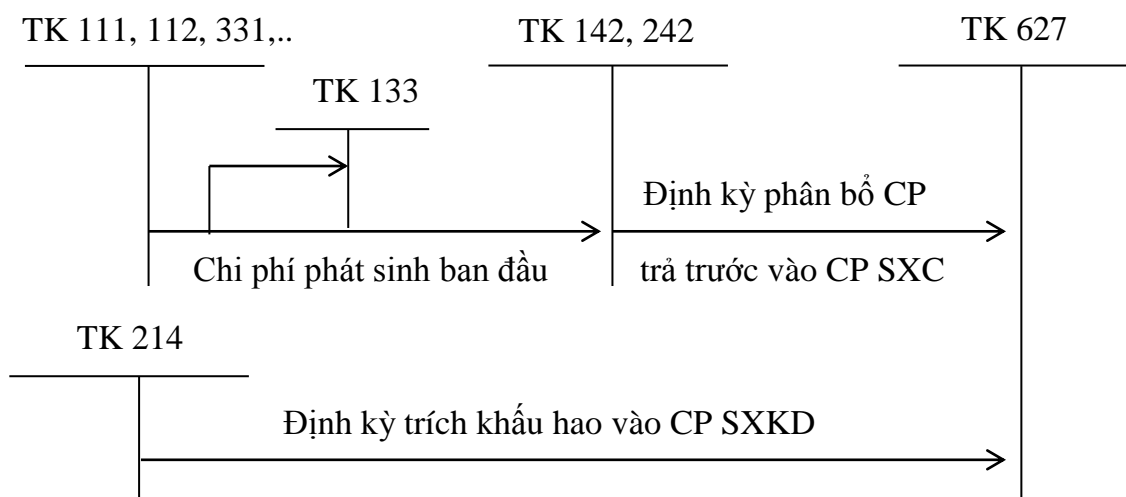 TK 111, 112, 331,..
TK 142, 242
TK 627
TK 133
Định kỳ phân bổ CP
Chi phí phát sinh ban đầu
trả trước vào CP SXC
TK 214
Định kỳ trích khấu hao vào CP SXKD